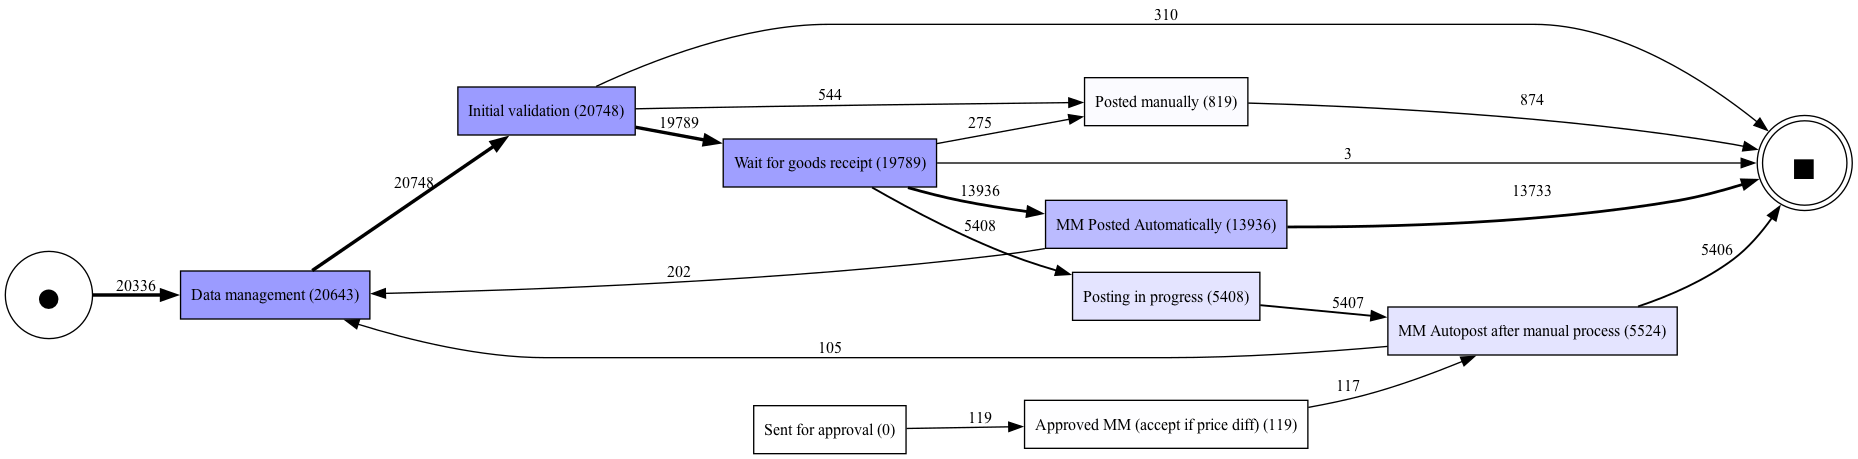 310
544
Initial validation (20748)
19789
Posted manually (819)
874
275
Wait for goods receipt (19789)
3
20748
13936
13733
5408
MM Posted Automatically (13936)
202
5406
20336
Data management (20643)
Posting in progress (5408)
5407
MM Autopost after manual process (5524)
105
117
119
Sent for approval (0)
Approved MM (accept if price diff) (119)